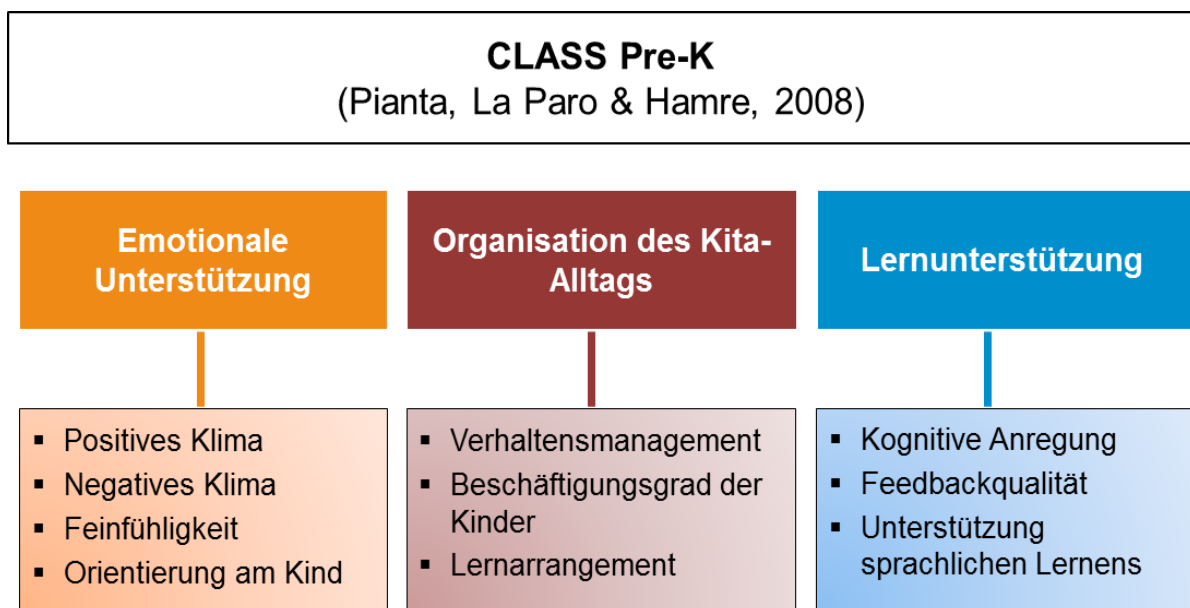 CLASS Pre-K
(Pianta, La Paro & Hamre, 2008)
Emotionale
Unterstützung
▪ Positives Klima
▪ Negatives Klima
▪ Feinfühligkeit
▪ Orientierung am Kind
Organisation des Kita-
Alltags
▪ Verhaltensmanagement
▪ Beschäftigungsgrad der
Kinder
▪ Lernarrangement
Lernunterstützung
▪ Kognitive Anregung
▪ Feedbackqualität
▪ Unterstützung
sprachlichen Lernens